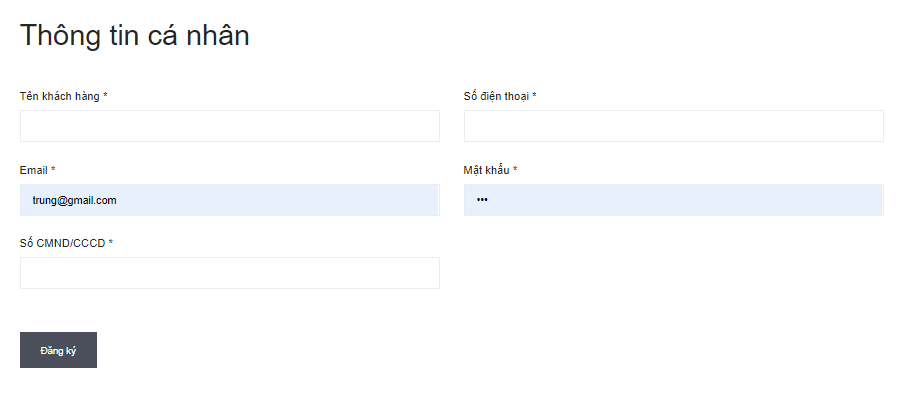 Thông tin cá nhân
Tên khách hàng *
Số điện thoại *
Email *
Mật khẩu *
trung@gmail.com
•••
Số CMND/CCCD *
Đăng ký